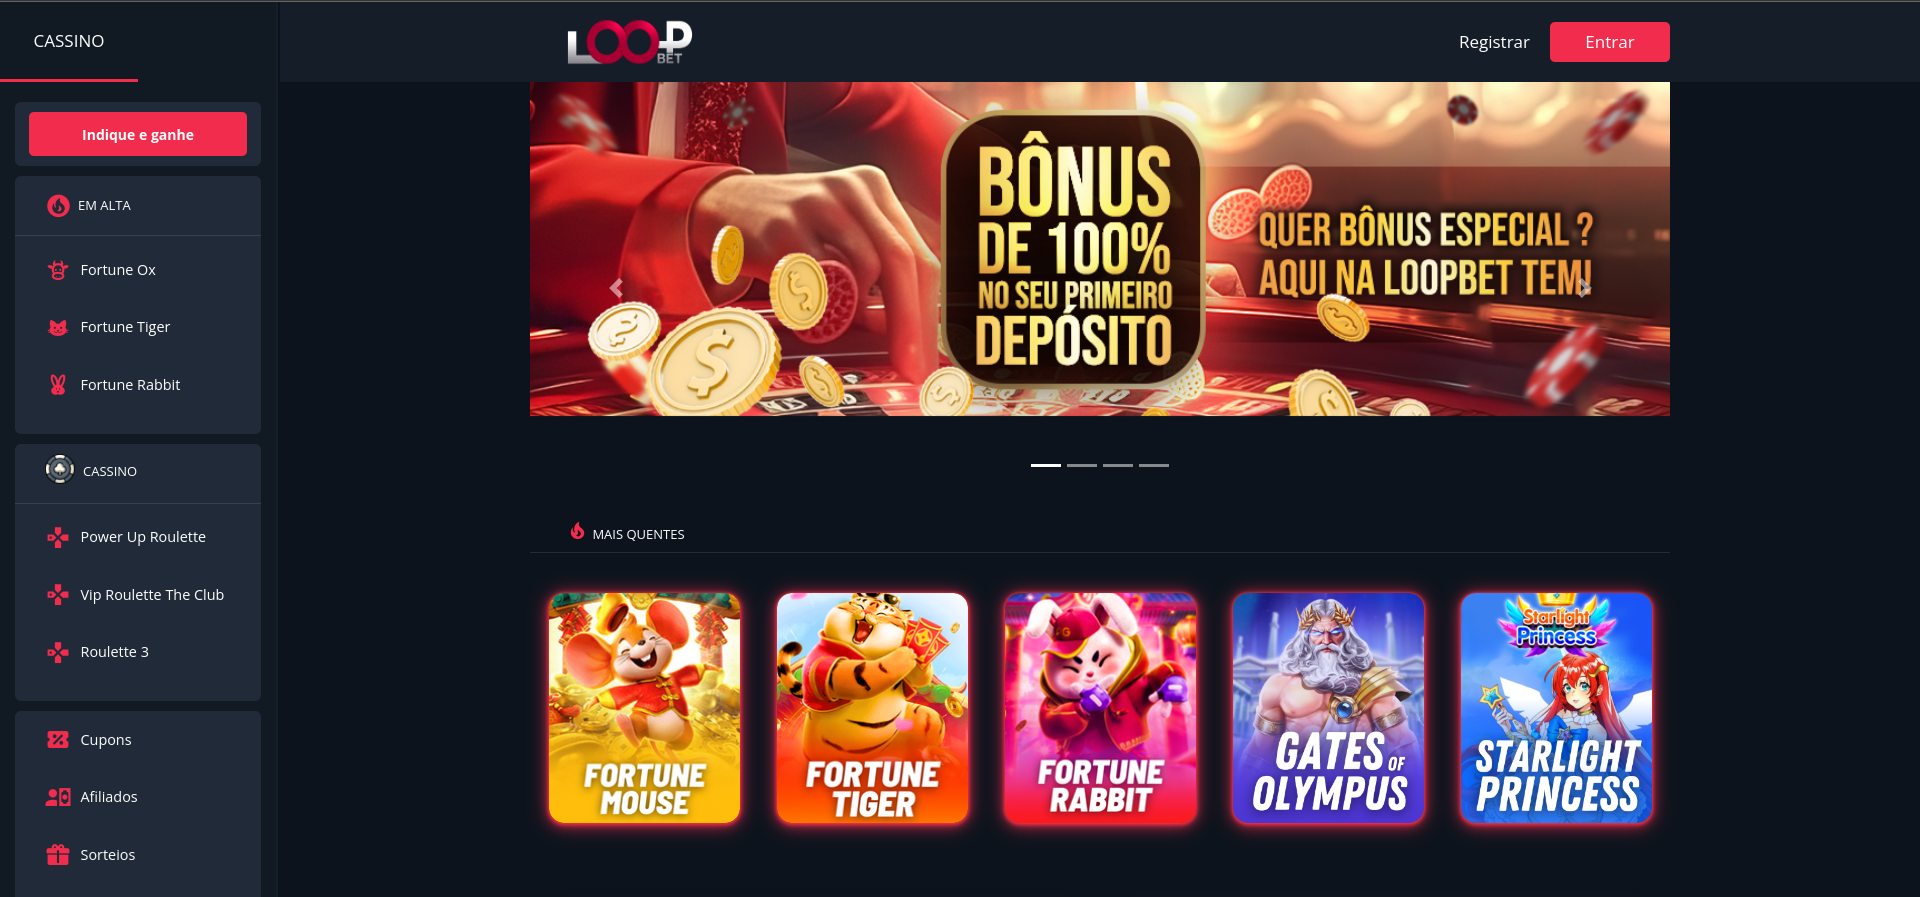 CASSINO
LOOP
BET
Registrar
Entrar
Indique e ganhe
EM ALTA
Fortune Ox
Fortune Tiger
Fortune Rabbit
CASSINO
Power Up Roulette
Vip Roulette The Club
Roulette 3
Cupons
Afiliados
Sorteios
BÔNUS
DE 100%
NO SEU PRIMEIRO
DEPÓSITO
QUER BÔNUS ESPECIAL ?
AQUI NA LOOPBET TEM!
MAIS QUENTES
FORTUNE
MOUSE
FORTUNE
TIGER
FORTUNE
RABBIT
GATES OF
OLYMPUS
Starlight
Princess
STARLIGHT
PRINCESS